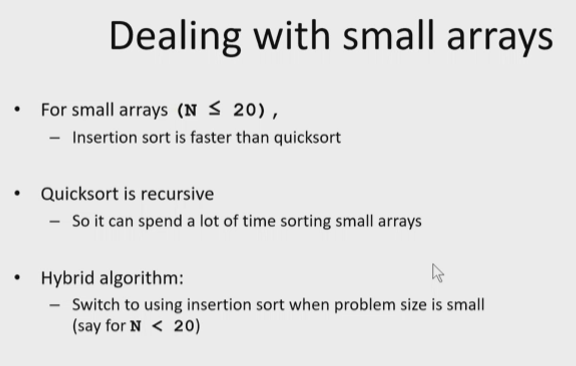 Dealing with small arrays
• For small arrays (N ≤ 20) ,
– Insertion sort is faster than quicksort
• Quicksort is recursive
– So it can spend a lot of time sorting small arrays
• Hybrid algorithm:
– Switch to using insertion sort when problem size is small
(say for N < 20)